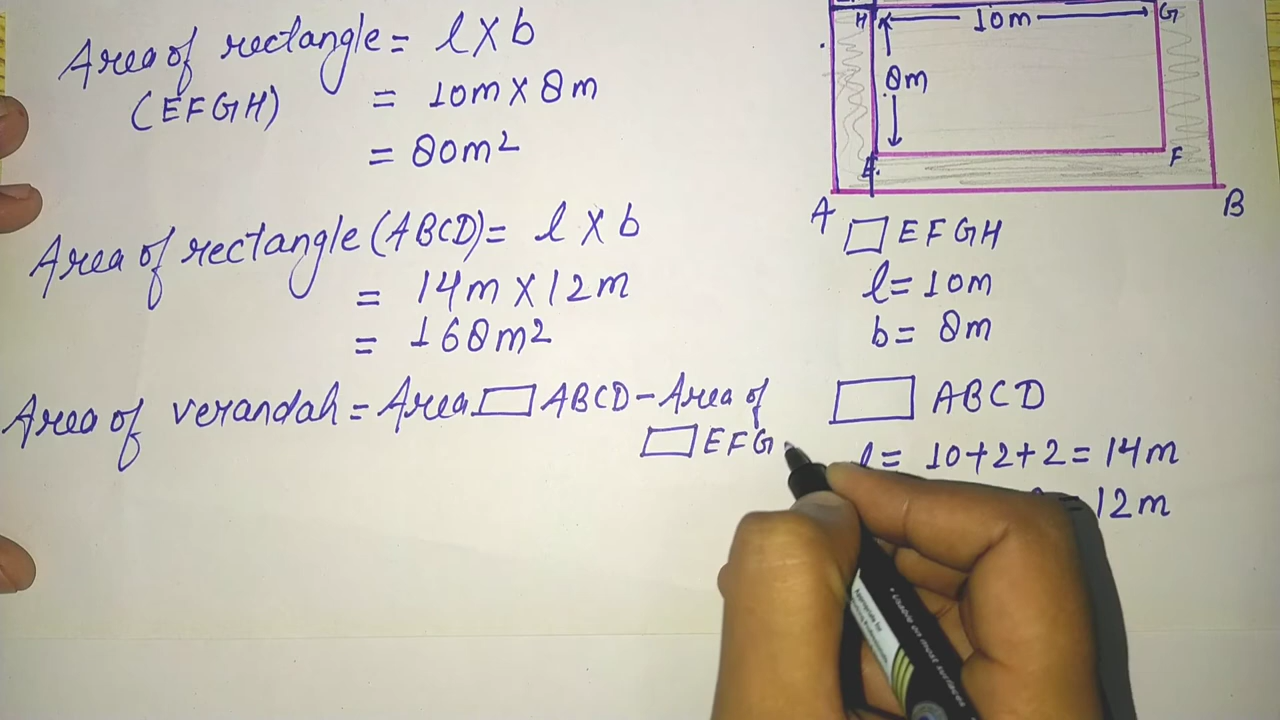 Area of rectangle = l X b
(EFGH) = 10m X 8m
= 80m2
Area of rectangle (ABCD) = l X b
= 14m X 12m
= 168m2
Area of verandah = Area ▭ ABCD - Area of
▭ EFG
H 10m G
8m
E F
A B
▭ EFGH
l = 10m
b = 8m
▭ ABCD
l = 10+2+2 = 14m
= 12m